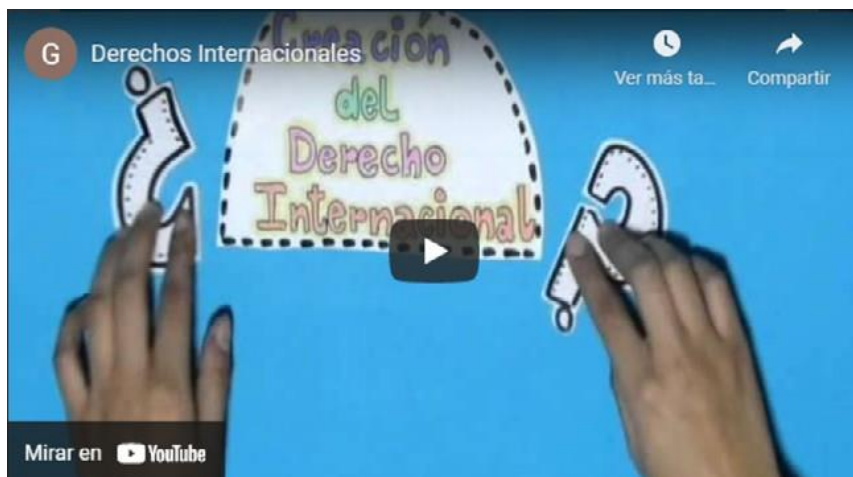 G
Derechos Internacionales
Ver más ta...
Compartir
Creación
del
Derecho
Internacional
¿
?
Mirar en YouTube